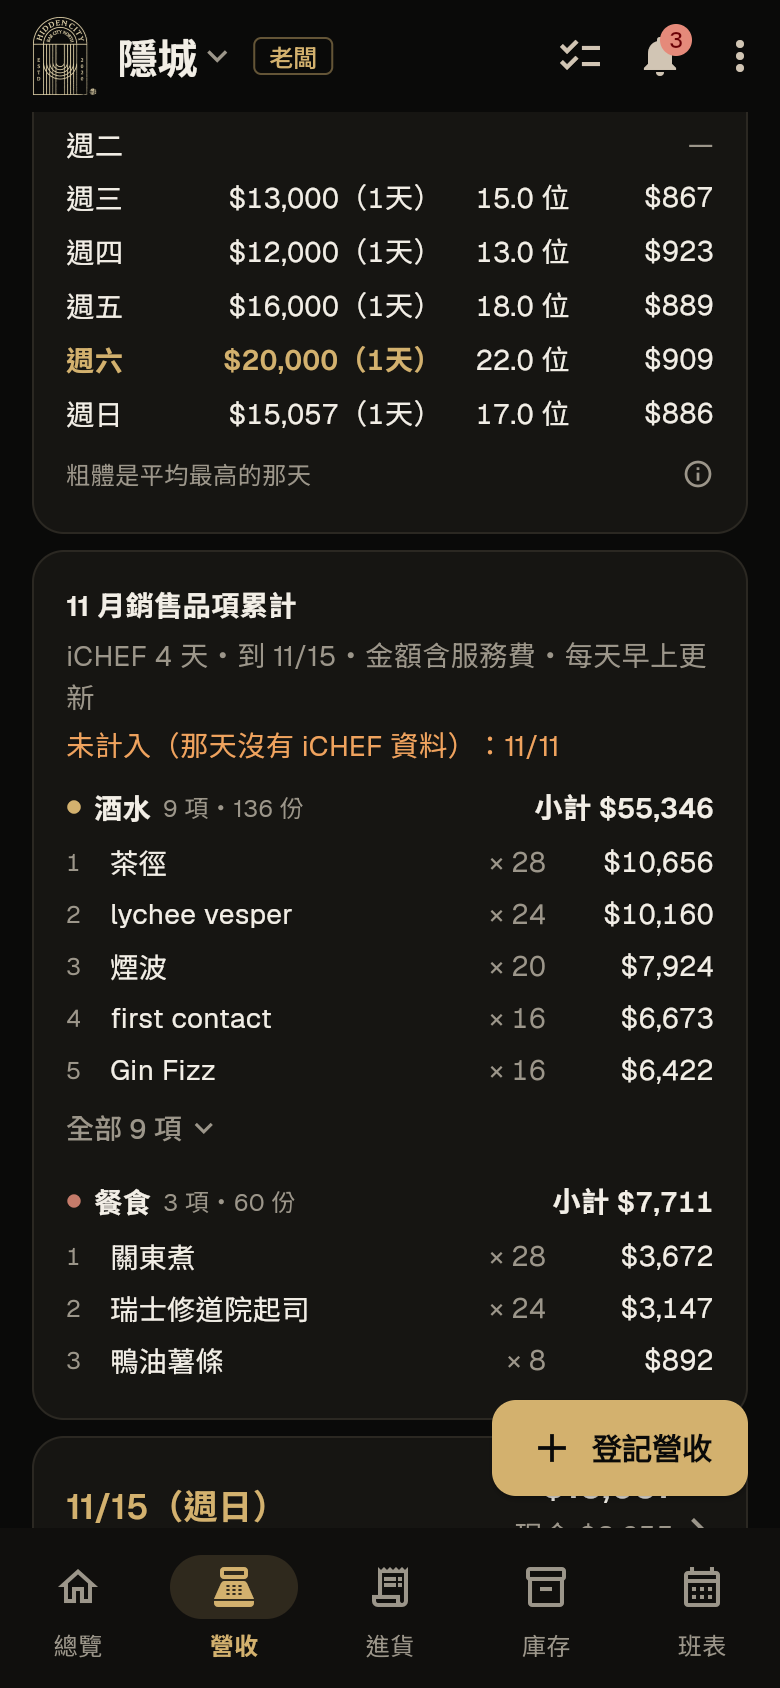 HIDDENCITY
隱城
老闆
3
週二 —
週三 $13,000（1天） 15.0 位 $867
週四 $12,000（1天） 13.0 位 $923
週五 $16,000（1天） 18.0 位 $889
週六 $20,000（1天） 22.0 位 $909
週日 $15,057（1天） 17.0 位 $886
粗體是平均最高的那天
11 月銷售品項累計
iCHEF 4 天・到 11/15・金額含服務費・每天早上更
新
未計入（那天沒有 iCHEF 資料）：11/11
酒水 9 項・136 份 小計 $55,346
1 茶徑 × 28 $10,656
2 lychee vesper × 24 $10,160
3 煙波 × 20 $7,924
4 first contact × 16 $6,673
5 Gin Fizz × 16 $6,422
全部 9 項
餐食 3 項・60 份 小計 $7,711
1 關東煮 × 28 $3,672
2 瑞士修道院起司 × 24 $3,147
3 鴨油薯條 × 8 $892
登記營收
11/15（週日）
總覽 營收 進貨 庫存 班表